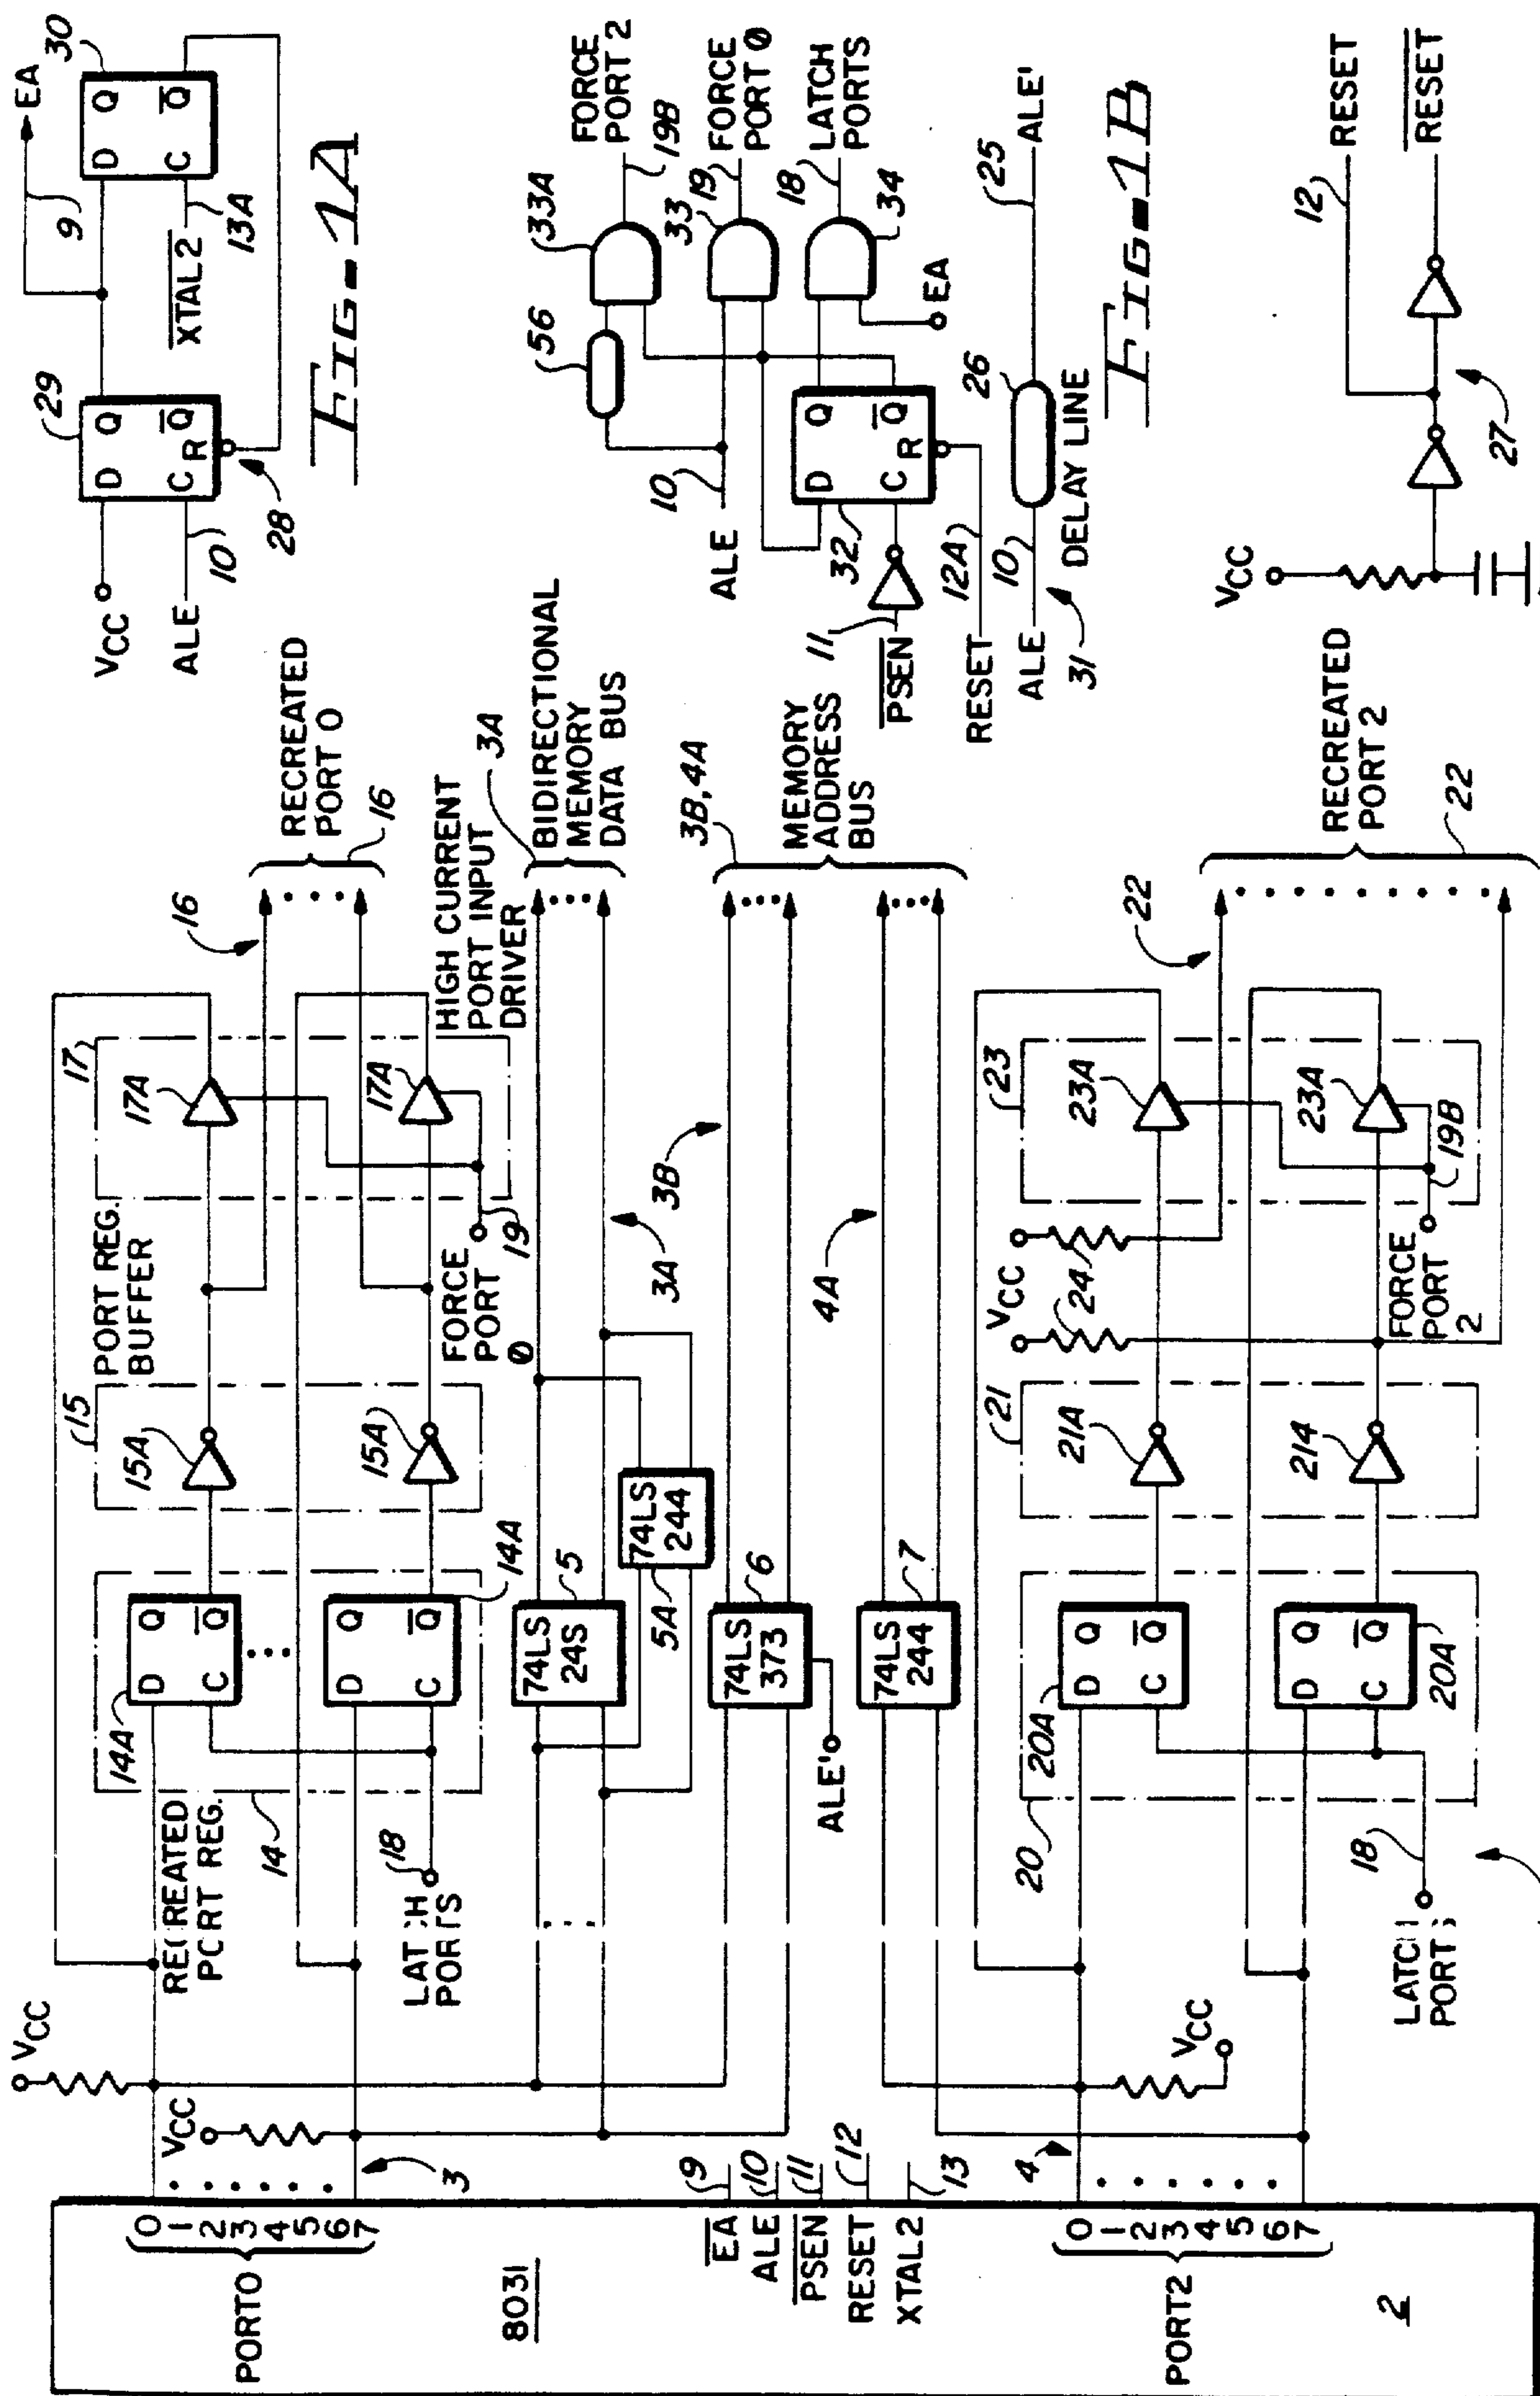 VCC
VCC
RECREATED
PORT REG.
14
14A
D Q
C Q̅
D Q
C Q̅
14A
LATCH
PORTS
18
15
15A
15A
PORT REG.
BUFFER
17
17A
17A
FORCE
PORT
0
19
HIGH CURRENT
PORT INPUT
DRIVER
16
RECREATED
PORT 0
16
PORT0
0
1
2
3
4
5
6
7
3
8031
74LS
24S
5
74LS
244
5A
3A
BIDIRECTIONAL
MEMORY
DATA BUS
3A
74LS
373
6
ALE'
3B
3B, 4A
MEMORY
ADDRESS
BUS
74LS
244
7
4A
E̅A̅
ALE
P̅S̅E̅N̅
RESET
XTAL2
9
10
11
12
13
PORT2
0
1
2
3
4
5
6
7
4
2
VCC
20
20A
D Q
C Q̅
D Q
C Q̅
20A
LATCH
PORTS
18
21
21A
214
VCC
24
23
23A
23A
FORCE
PORT
2
19B
22
RECREATED
PORT 2
22
VCC
ALE
10
D Q
C Q̅
R
29
28
9
EA
D Q
C Q̅
30
X̅T̅A̅L̅2̅
13A
FIG-1A
ALE
10
56
33A
FORCE
PORT 2
19B
33
FORCE
PORT 0
19
LATCH
PORTS
18
34
EA
D Q
C Q̅
R
32
P̅S̅E̅N̅
11
RESET
12A
ALE
10
31
26
DELAY LINE
25
ALE'
FIG-1B
VCC
27
12
RESET
R̅E̅S̅E̅T̅